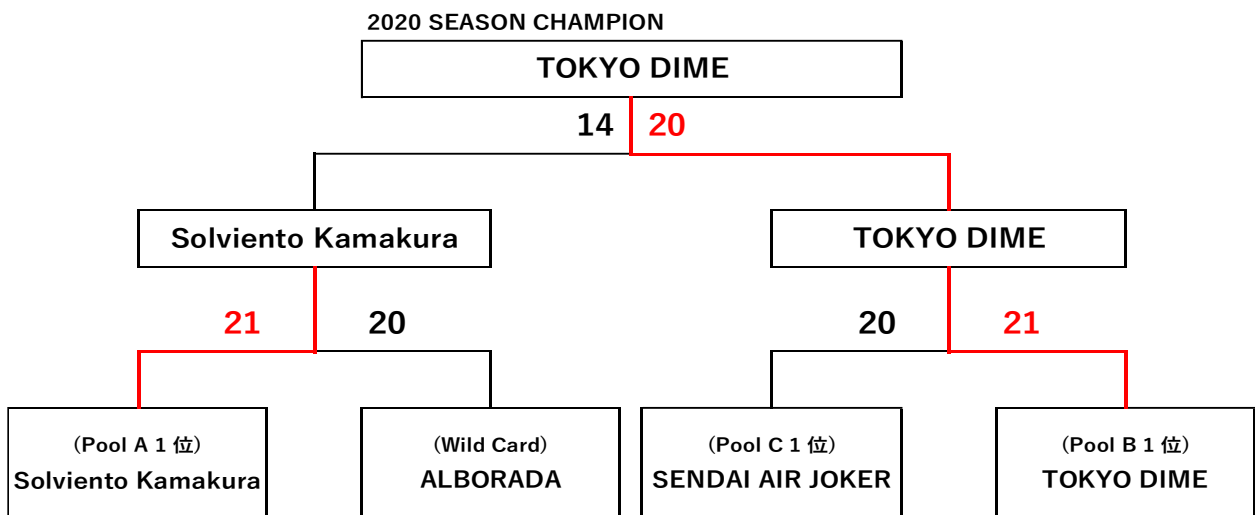 2020 SEASON CHAMPION
TOKYO DIME
14 20
Solviento Kamakura
TOKYO DIME
21 20
20 21
(Pool A 1 位)
Solviento Kamakura
(Wild Card)
ALBORADA
(Pool C 1 位)
SENDAI AIR JOKER
(Pool B 1 位)
TOKYO DIME